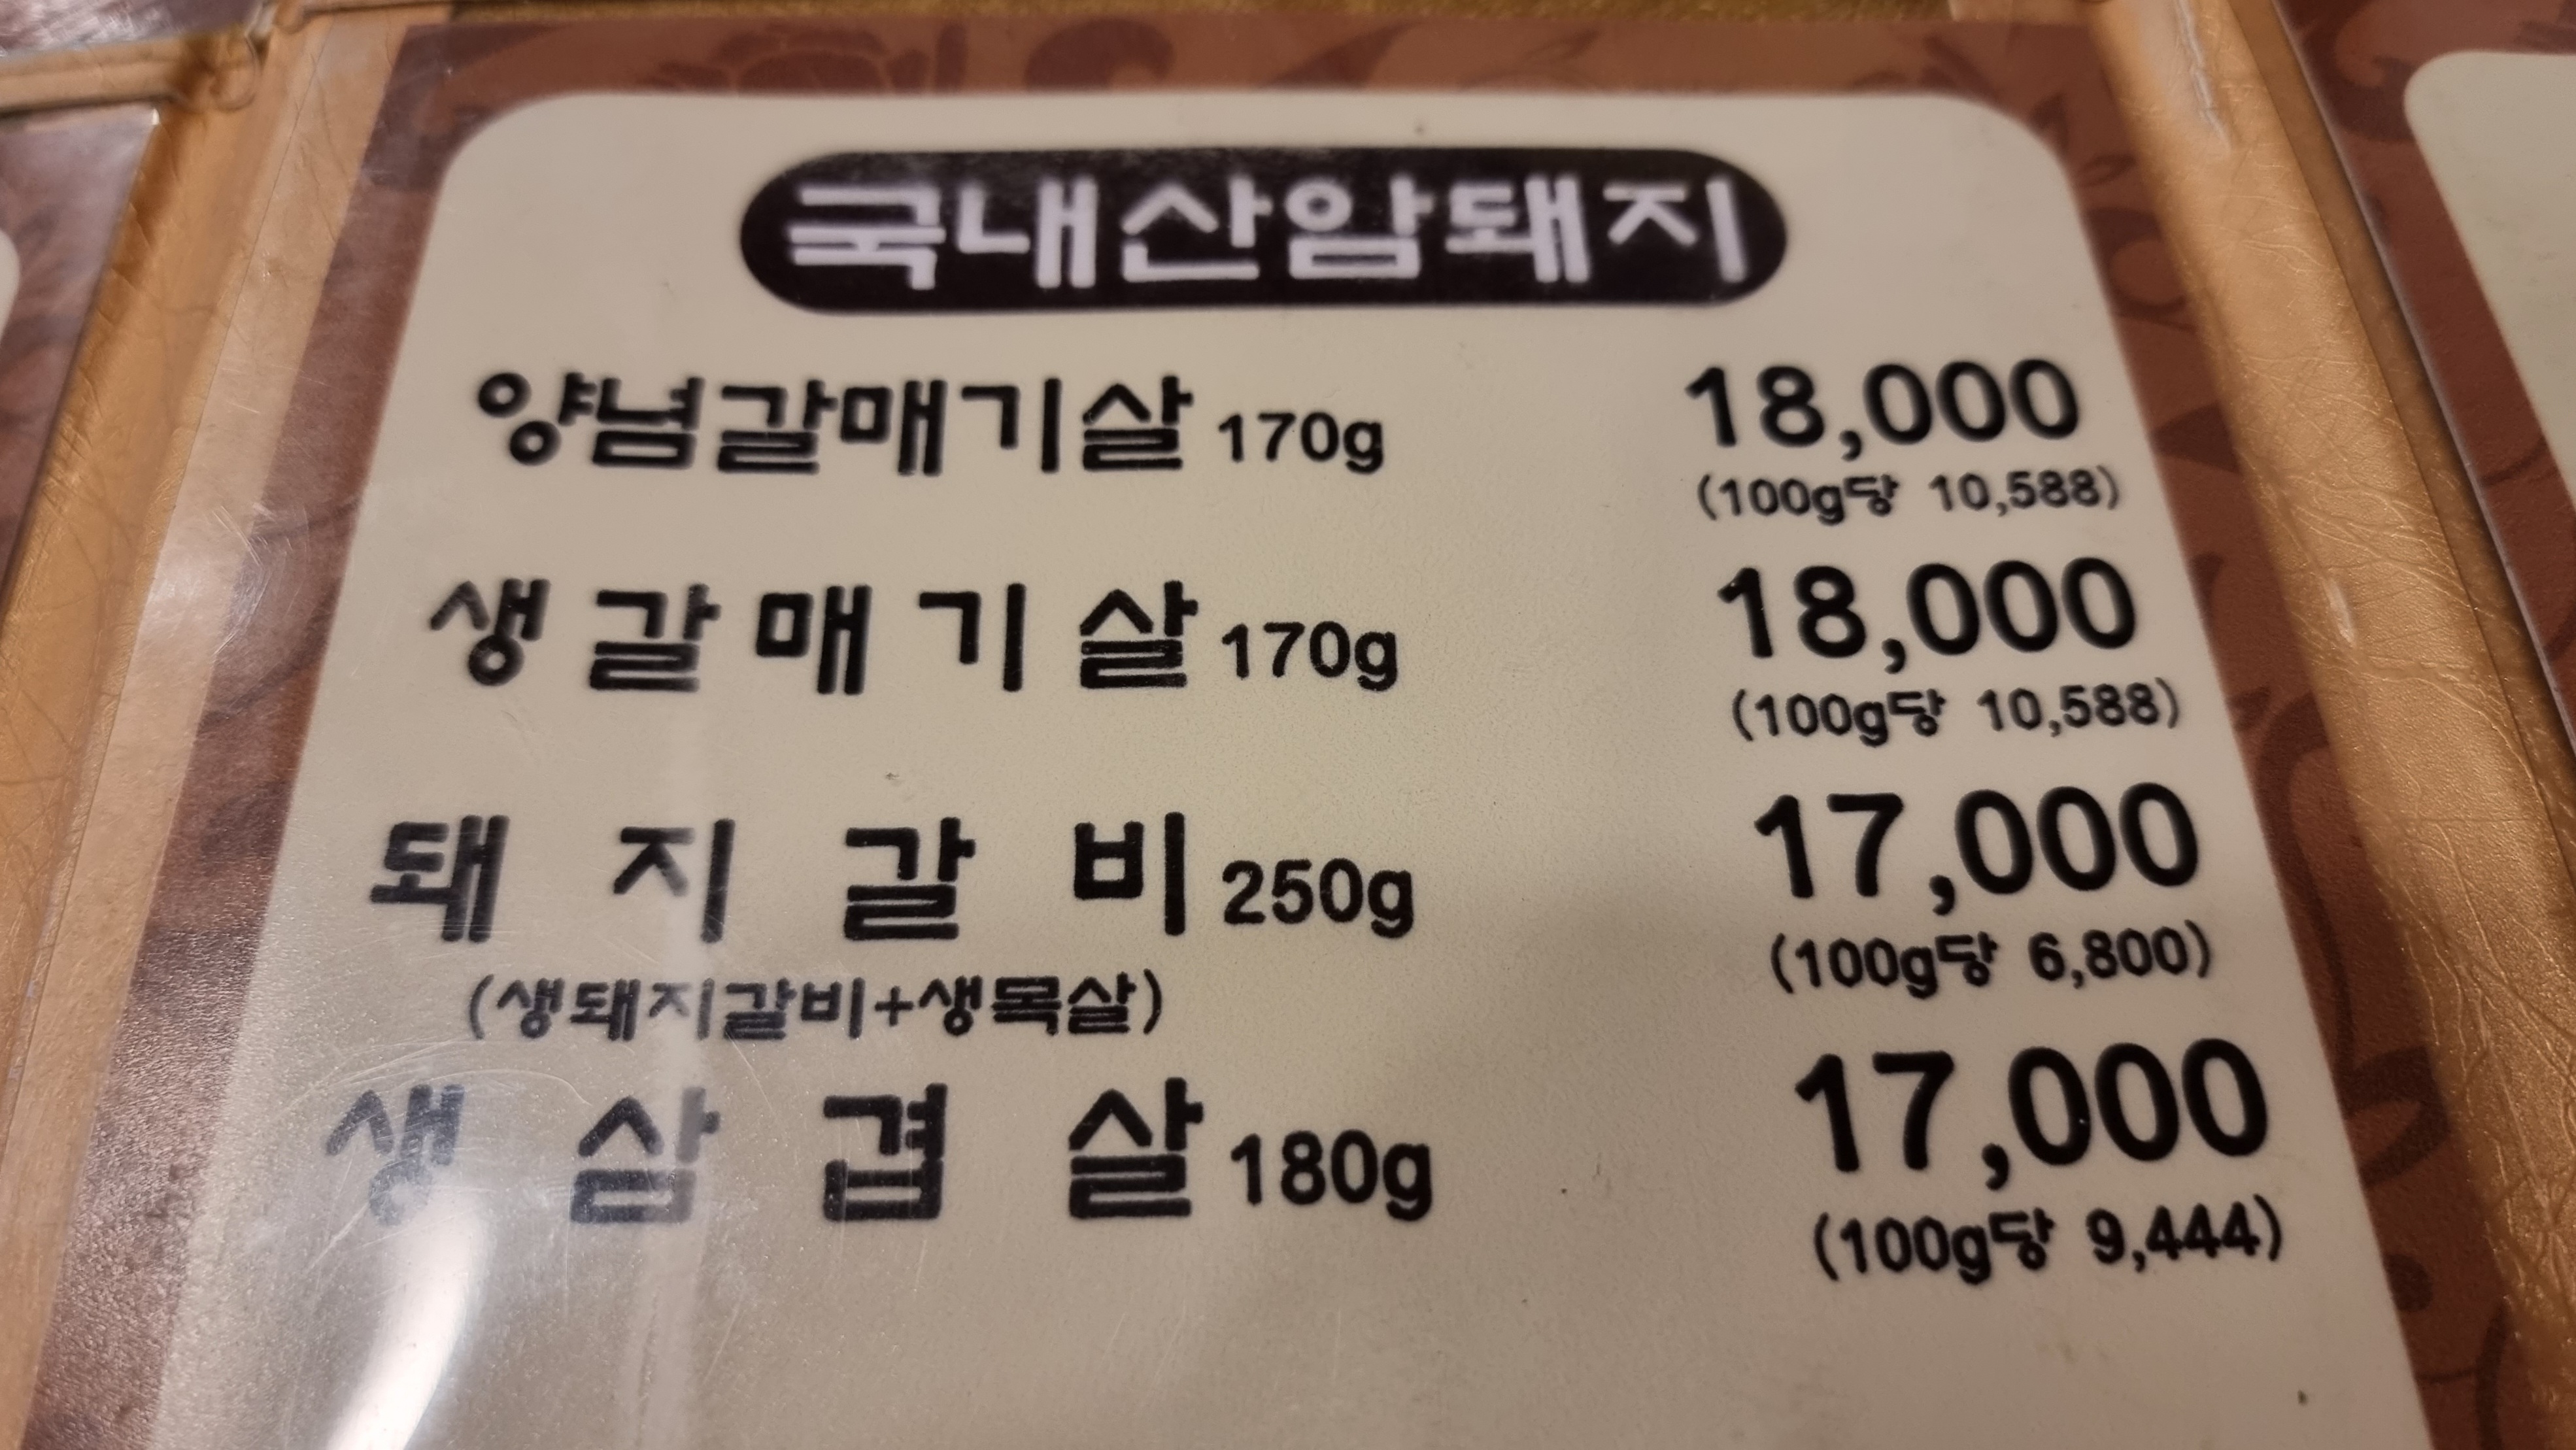 국내산암돼지
양념갈매기살 170g 18,000
(100g당 10,588)
생갈매기살 170g 18,000
(100g당 10,588)
돼지갈비 250g 17,000
(100g당 6,800)
(생돼지갈비+생목살)
생삼겹살 180g 17,000
(100g당 9,444)